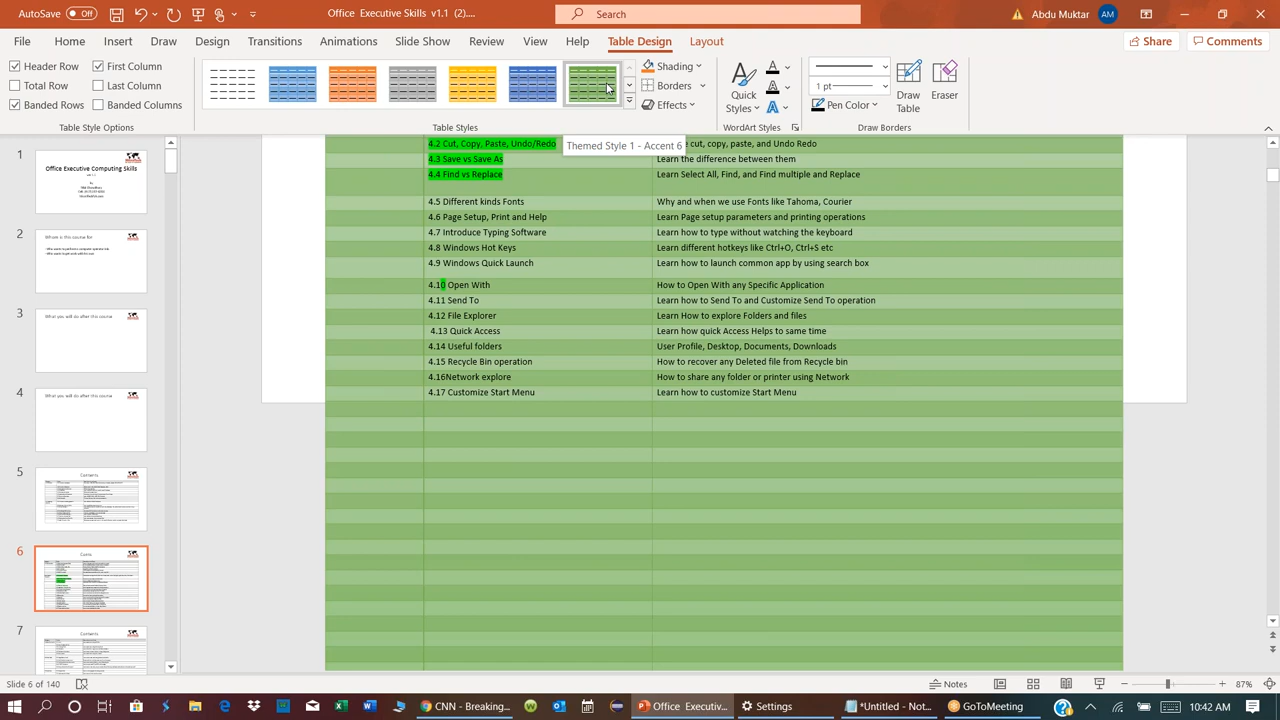 AutoSave Off
Office Executive Skills v1.1 (2)...
Search
Abdu Muktar AM
File Home Insert Draw Design Transitions Animations Slide Show Review View Help Table Design Layout Share Comments
Header Row First Column
Total Row Last Column
Banded Rows Banded Columns
Table Style Options
Table Styles
Shading
Borders
Effects
Quick Styles
WordArt Styles
1 pt
Pen Color
Draw Table
Eraser
Draw Borders
Themed Style 1 - Accent 6
1
Office Executive Computing Skills
2
Where is this course for
3
What you will do after this course
4
What you will do after this course
5
Contents
6
7
Contents
4.2 Cut, Copy, Paste, Undo/Redo cut, copy, paste, and Undo Redo
4.3 Save vs Save As Learn the difference between them
4.4 Find vs Replace Learn Select All, Find, and Find multiple and Replace
4.5 Different kinds Fonts Why and when we use Fonts like Tahoma, Courier
4.6 Page Setup, Print and Help Learn Page setup parameters and printing operations
4.7 Introduce Typing Software Learn how to type without watching the keyboard
4.8 Windows Hot Keys Learn different hotkeys like Ctrl+O, Ctrl+S etc
4.9 Windows Quick Launch Learn how to launch common app by using search box
4.10 Open With How to Open With any Specific Application
4.11 Send To Learn how to Send To and Customize Send To operation
4.12 File Explorer Learn How to explore Folders and files
4.13 Quick Access Learn how quick Access Helps to same time
4.14 Useful folders User Profile, Desktop, Documents, Downloads
4.15 Recycle Bin operation How to recover any Deleted file from Recycle bin
4.16Network explore How to share any folder or printer using Network
4.17 Customize Start Menu Learn how to customize Start Menu
Slide 6 of 140
Notes
87%
CNN - Breaking... Office Executiv... Settings *Untitled - Not... GoToMeeting 10:42 AM